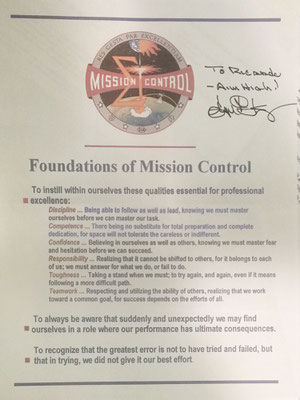 MISSION CONTROL
To Ricardo
- Aim High!
Foundations of Mission Control
To instill within ourselves these qualities essential for professional
excellence:
Discipline ... Being able to follow as well as lead, knowing we must master
ourselves before we can master our task.
Competence ... There being no substitute for total preparation and complete
dedication, for space will not tolerate the careless or indifferent.
Confidence ... Believing in ourselves as well as others, knowing we must master fear
and hesitation before we can succeed.
Responsibility ... Realizing that it cannot be shifted to others, for it belongs to each
of us; we must answer for what we do, or fail to do.
Toughness ... Taking a stand when we must; to try again, and again, even if it means
following a more difficult path.
Teamwork ... Respecting and utilizing the ability of others, realizing that we work
toward a common goal, for success depends on the efforts of all.
To always be aware that suddenly and unexpectedly we may find
ourselves in a role where our performance has ultimate consequences.
To recognize that the greatest error is not to have tried and failed, but
that in trying, we did not give it our best effort.